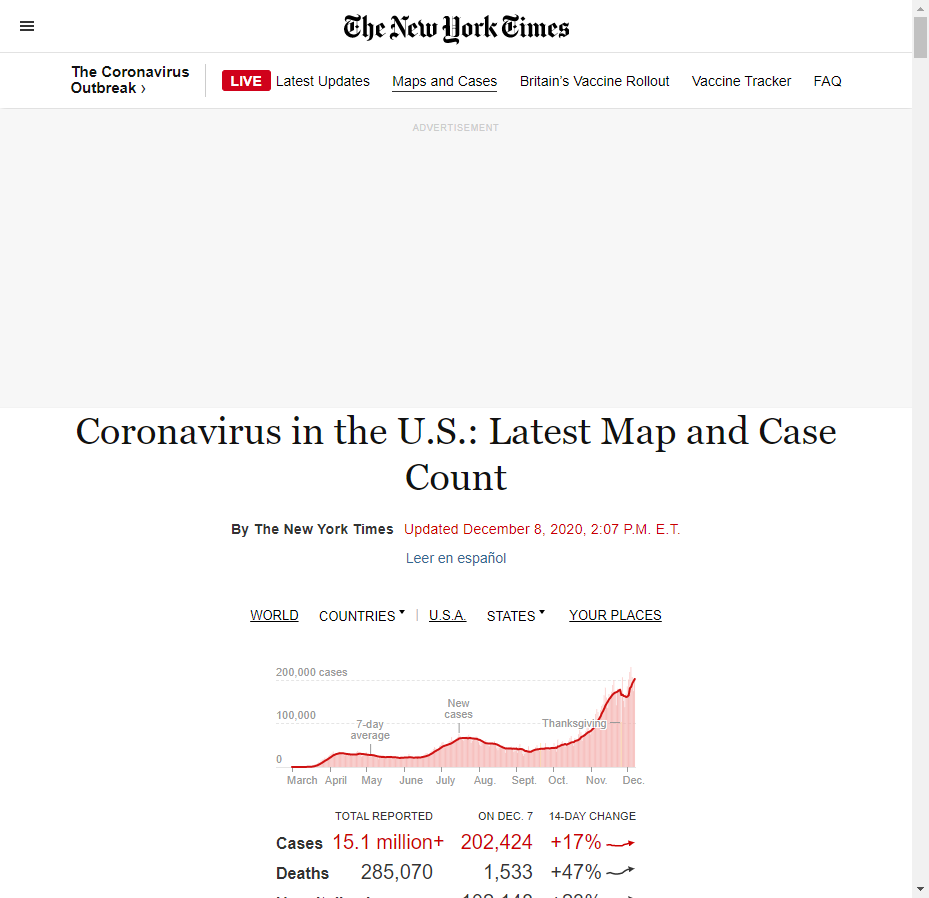 The New York Times
The Coronavirus
Outbreak ›
LIVE Latest Updates Maps and Cases Britain's Vaccine Rollout Vaccine Tracker FAQ
ADVERTISEMENT
Coronavirus in the U.S.: Latest Map and Case
Count
By The New York Times Updated December 8, 2020, 2:07 P.M. E.T.
Leer en español
WORLD COUNTRIES | U.S.A. STATES YOUR PLACES
200,000 cases
New
cases
100,000
7-day
average
Thanksgiving
0
March April May June July Aug. Sept. Oct. Nov. Dec.
TOTAL REPORTED ON DEC. 7 14-DAY CHANGE
Cases 15.1 million+ 202,424 +17%
Deaths 285,070 1,533 +47%